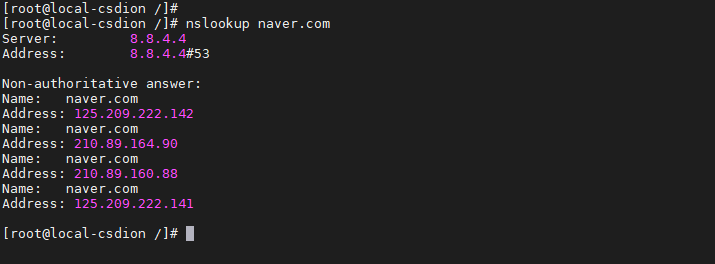 [root@local-csdion /]#
[root@local-csdion /]# nslookup naver.com
Server:         8.8.4.4
Address:        8.8.4.4#53
Non-authoritative answer:
Name:   naver.com
Address: 125.209.222.142
Name:   naver.com
Address: 210.89.164.90
Name:   naver.com
Address: 210.89.160.88
Name:   naver.com
Address: 125.209.222.141
[root@local-csdion /]#